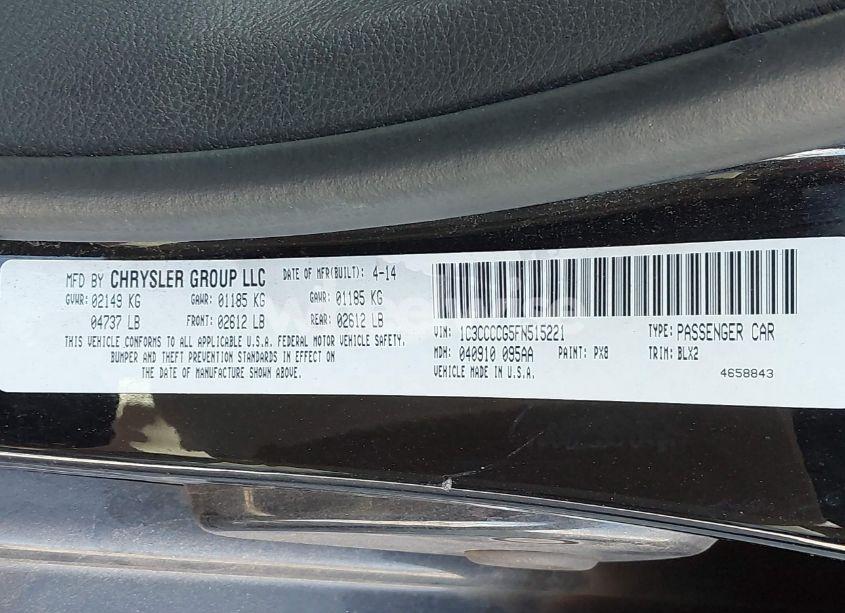 MFD BY CHRYSLER GROUP LLC DATE OF MFR(BUILT): 4-14
GVWR: 02149 KG GAWR: 01185 KG GAWR: 01185 KG
04737 LB FRONT: 02612 LB REAR: 02612 LB
THIS VEHICLE CONFORMS TO ALL APPLICABLE U.S.A. FEDERAL MOTOR VEHICLE SAFETY,
BUMPER AND THEFT PREVENTION STANDARDS IN EFFECT ON
THE DATE OF MANUFACTURE SHOWN ABOVE.
VIN: 1C3CCCCG5FN515221 TYPE: PASSENGER CAR
MDH: 040910 095AA PAINT: PX8 TRIM: BLX2
VEHICLE MADE IN U.S.A. 4658843